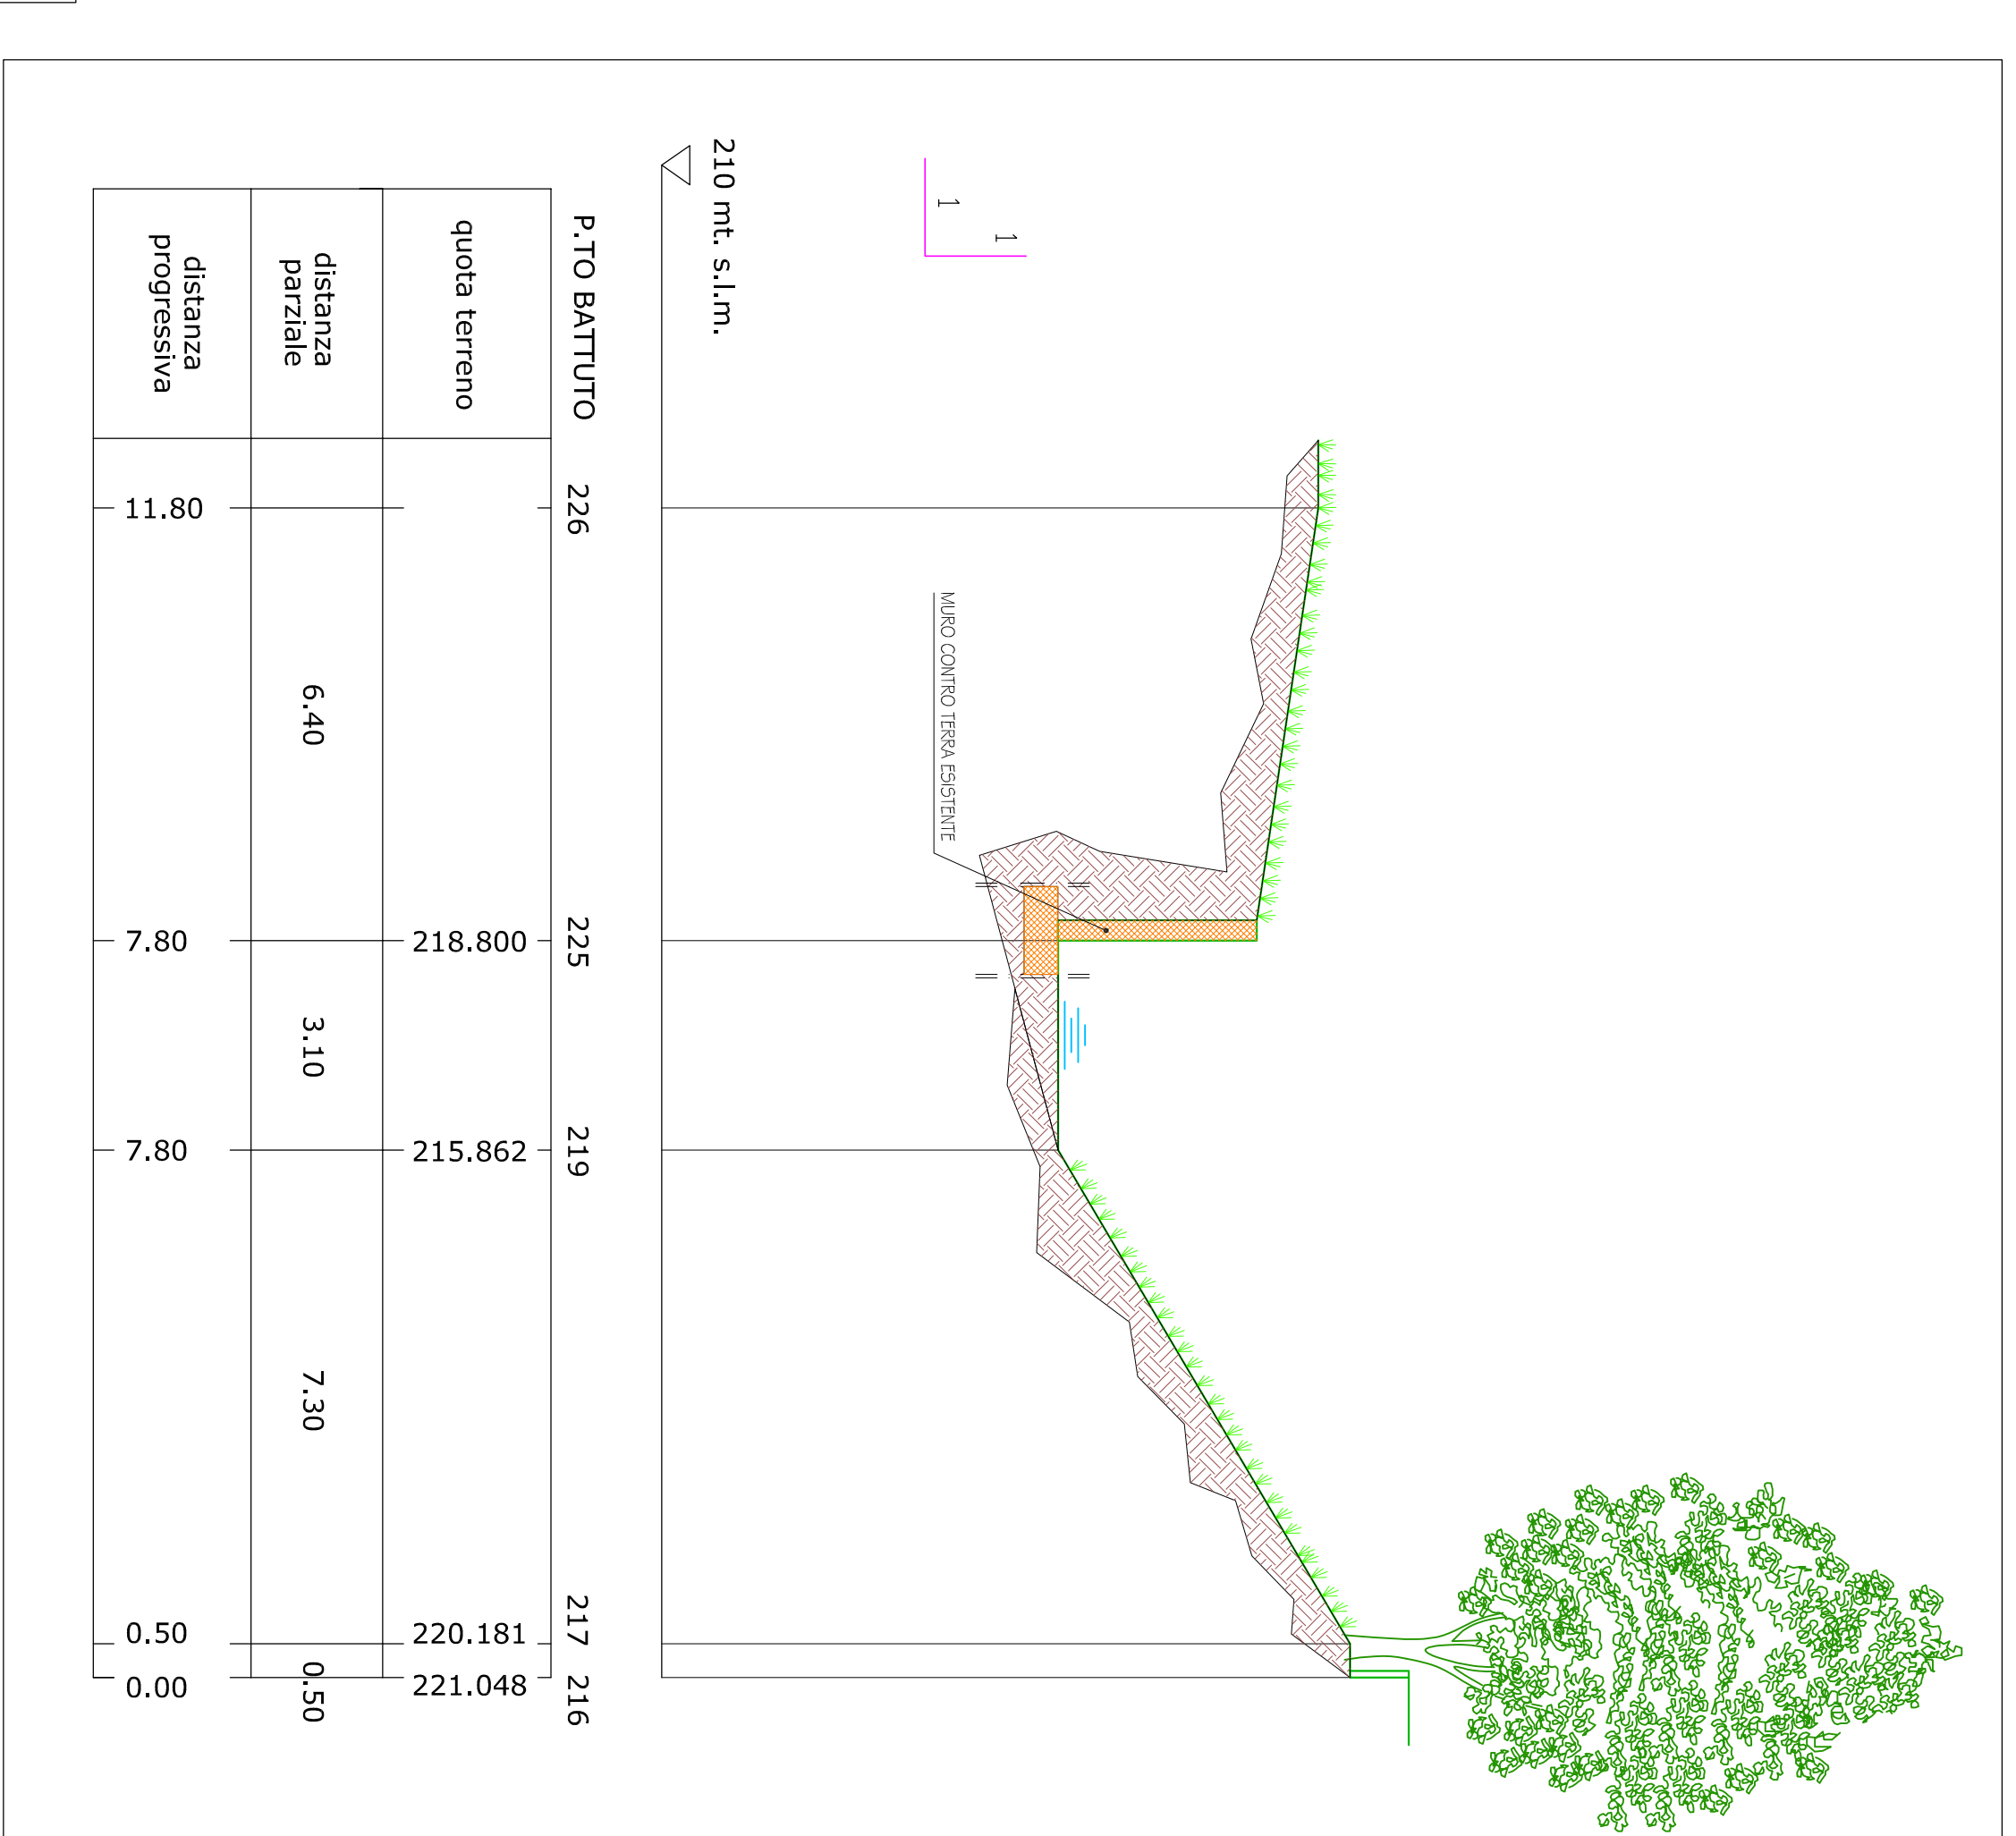 1
1
210 mt. s.l.m.
MURO CONTRO TERRA ESISTENTE
P.TO BATTUTO 226 225 219 217 216
quota terreno 218.800 215.862 220.181 221.048
distanza
parziale
6.40 3.10 7.30 0.50
distanza
progressiva
11.80 7.80 7.80 0.50 0.00